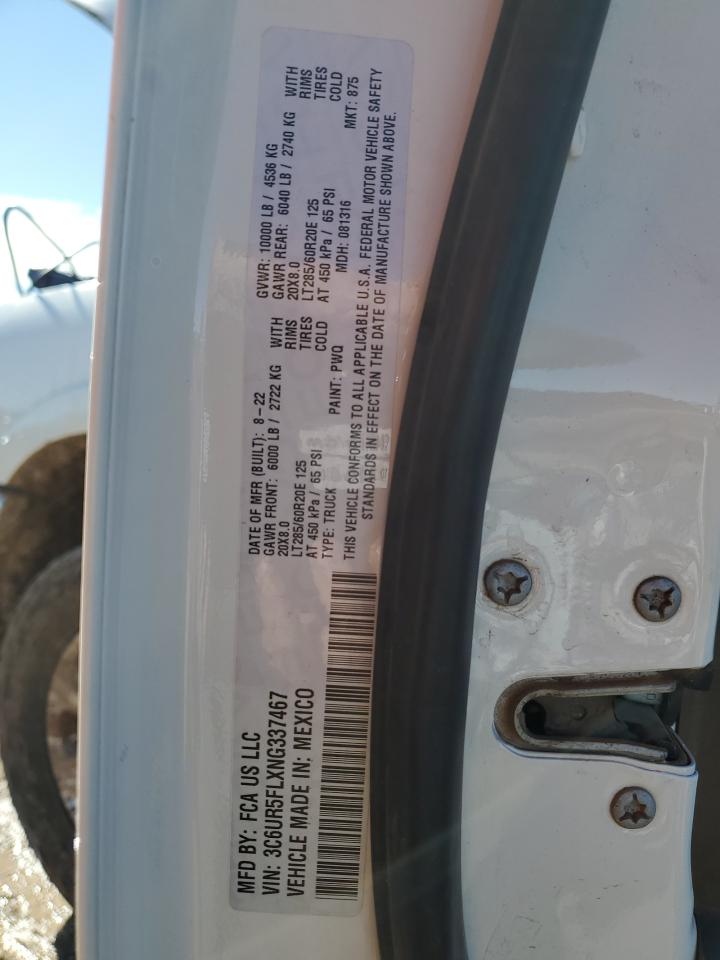 MFD BY: FCA US LLC
VIN: 3C6UR5FLXNG337467
VEHICLE MADE IN: MEXICO
DATE OF MFR (BUILT): 8-22
GVWR: 10000 LB / 4536 KG
GAWR FRONT: 6000 LB / 2722 KG WITH
20X8.0 RIMS
LT285/60R20E 125 TIRES
AT 450 kPa / 65 PSI COLD
GAWR REAR: 6040 LB / 2740 KG WITH
20X8.0 RIMS
LT285/60R20E 125 TIRES
AT 450 kPa / 65 PSI COLD
TYPE: TRUCK PAINT: PWQ MDH: 081316 MKT: 875
THIS VEHICLE CONFORMS TO ALL APPLICABLE U.S.A. FEDERAL MOTOR VEHICLE SAFETY
STANDARDS IN EFFECT ON THE DATE OF MANUFACTURE SHOWN ABOVE.